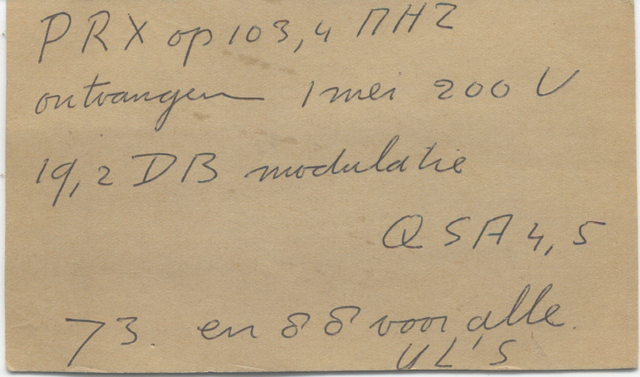 PRX op 103,4 MHZ
ontvangen 1 mei 200 V
19,2 DB modulatie
QSA 4,5
73. en 88 voor alle.
YL'S